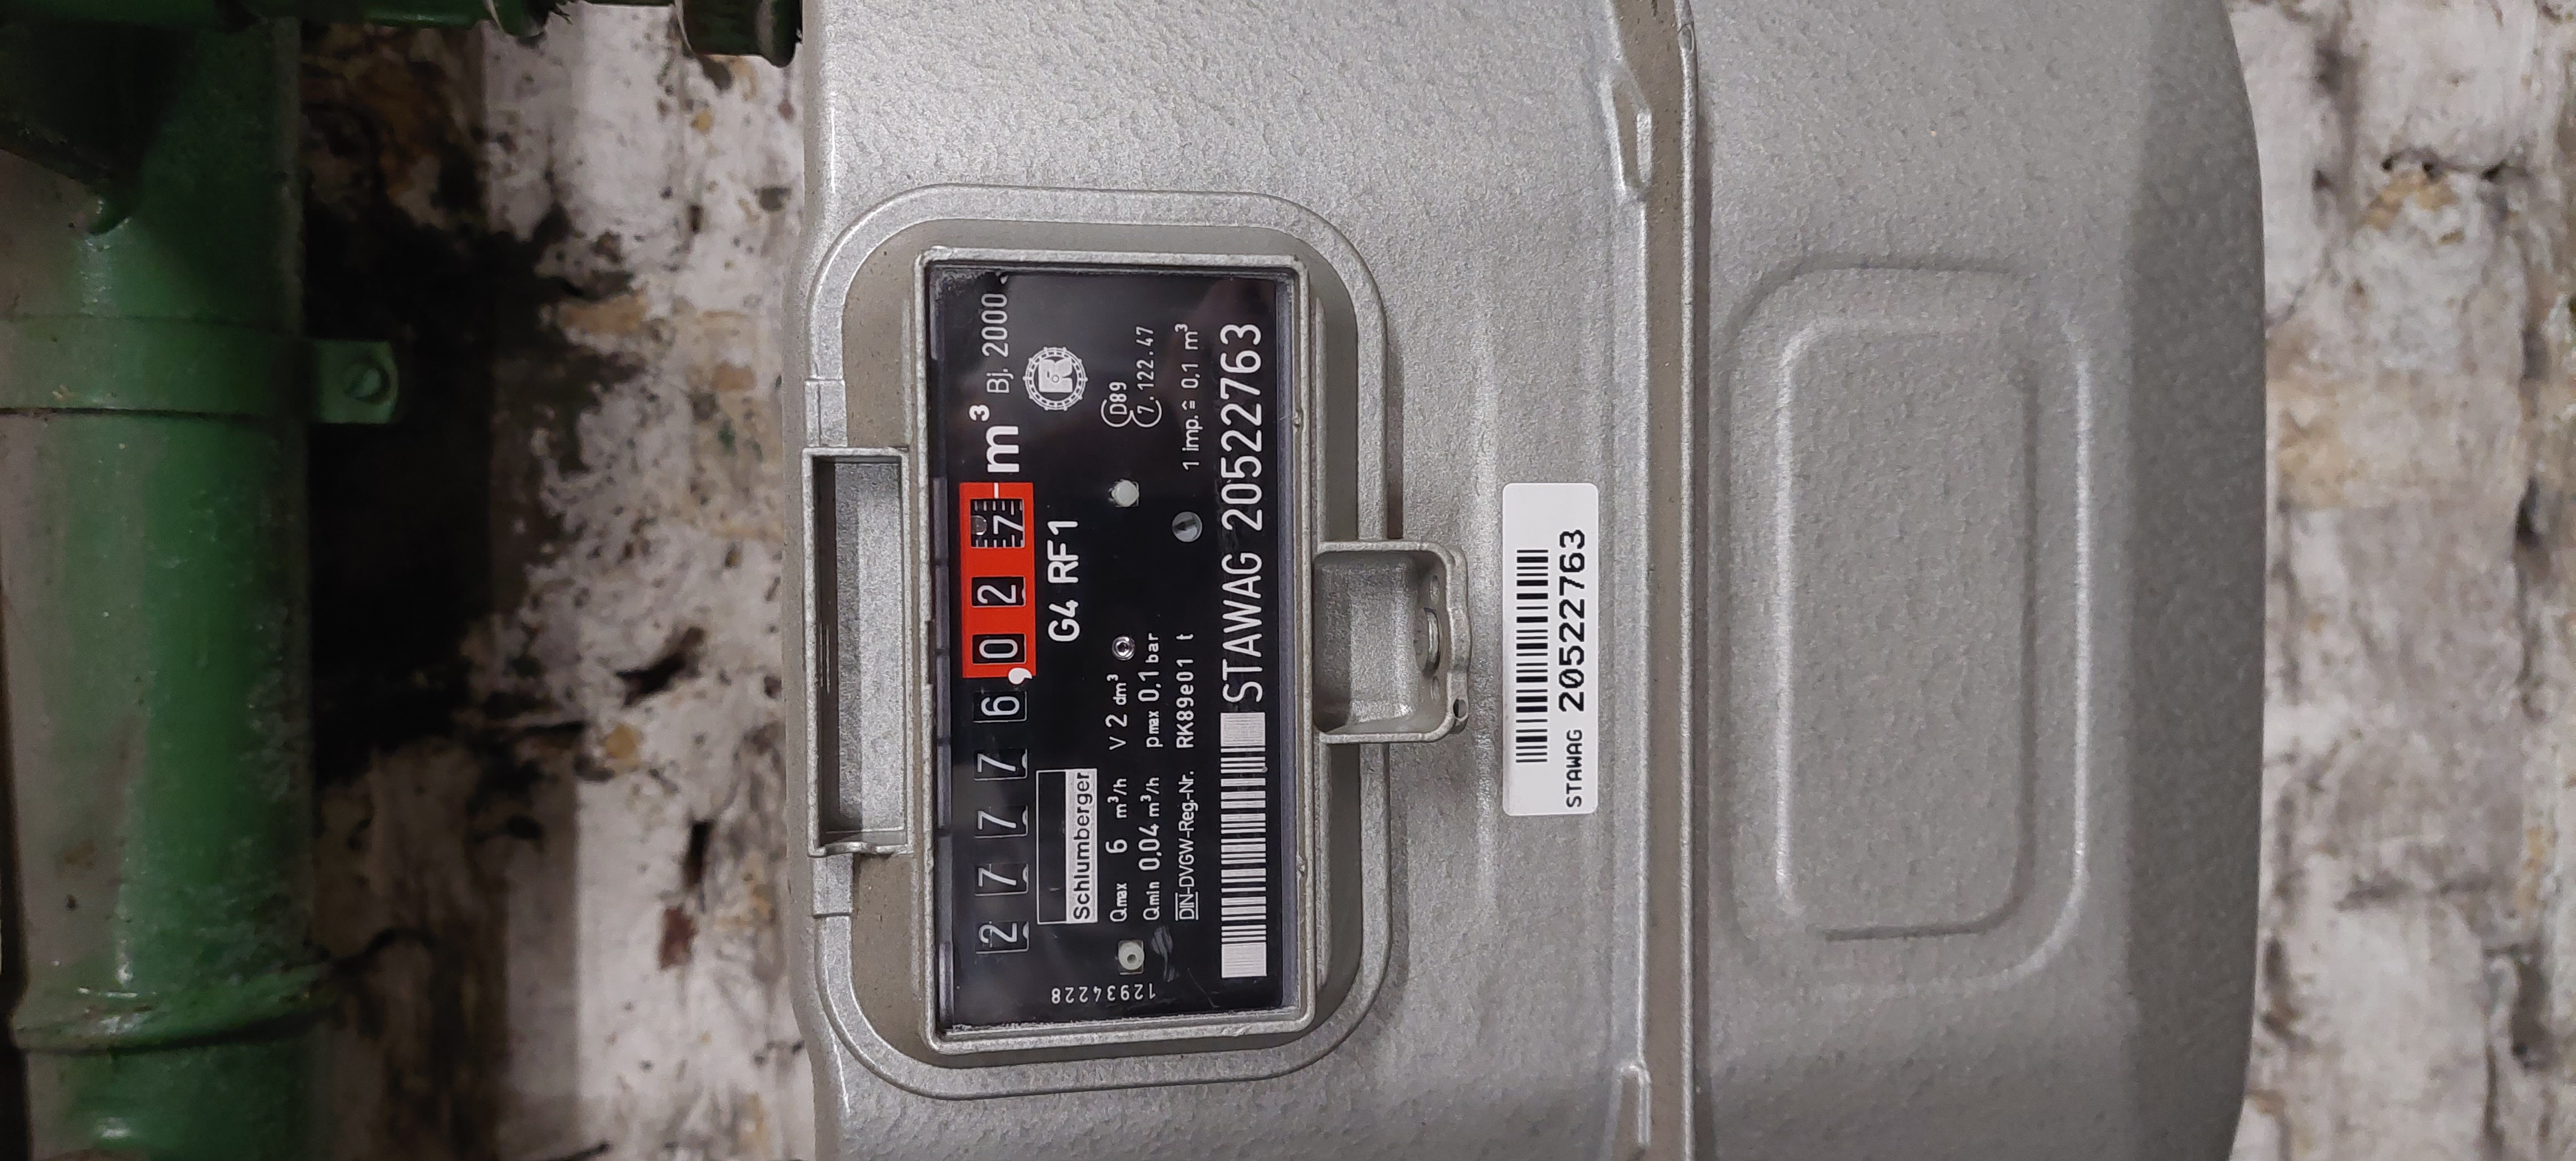 27776,027 m³ Bj. 2000
G4 RF1
R
12934228
Schlumberger
Qmax 6 m³/h V 2 dm³
D89
Qmin 0,04 m³/h pmax 0,1 bar
7.122.47
DIN-DVGW-Reg.-Nr. RK89e01 t
1 imp. ≙ 0,1 m³
STAWAG 20522763
STAWAG 20522763